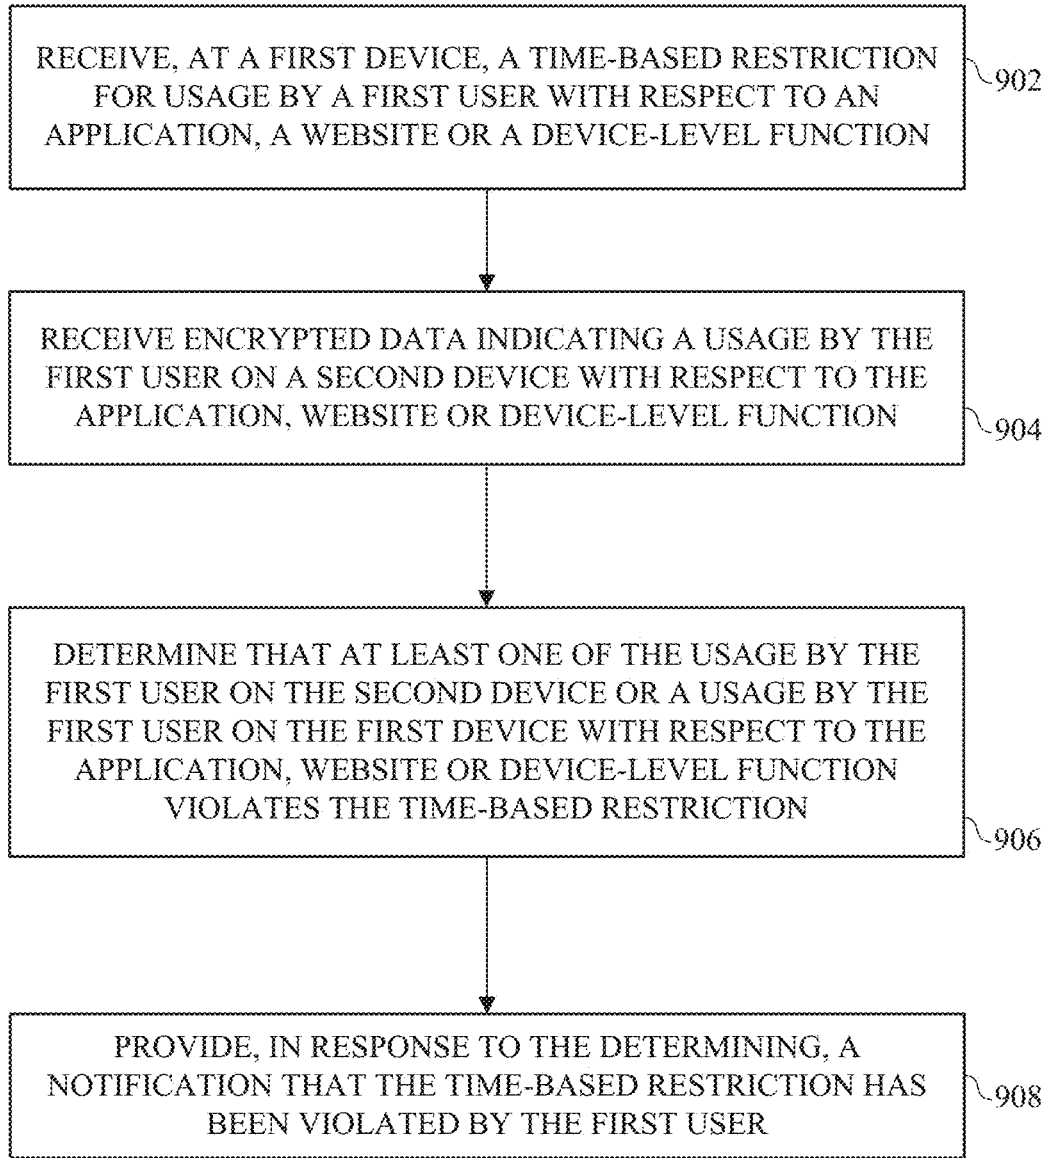 RECEIVE, AT A FIRST DEVICE, A TIME-BASED RESTRICTION
FOR USAGE BY A FIRST USER WITH RESPECT TO AN
APPLICATION, A WEBSITE OR A DEVICE-LEVEL FUNCTION
902
RECEIVE ENCRYPTED DATA INDICATING A USAGE BY THE
FIRST USER ON A SECOND DEVICE WITH RESPECT TO THE
APPLICATION, WEBSITE OR DEVICE-LEVEL FUNCTION
904
DETERMINE THAT AT LEAST ONE OF THE USAGE BY THE
FIRST USER ON THE SECOND DEVICE OR A USAGE BY THE
FIRST USER ON THE FIRST DEVICE WITH RESPECT TO THE
APPLICATION, WEBSITE OR DEVICE-LEVEL FUNCTION
VIOLATES THE TIME-BASED RESTRICTION
906
PROVIDE, IN RESPONSE TO THE DETERMINING, A
NOTIFICATION THAT THE TIME-BASED RESTRICTION HAS
BEEN VIOLATED BY THE FIRST USER
908